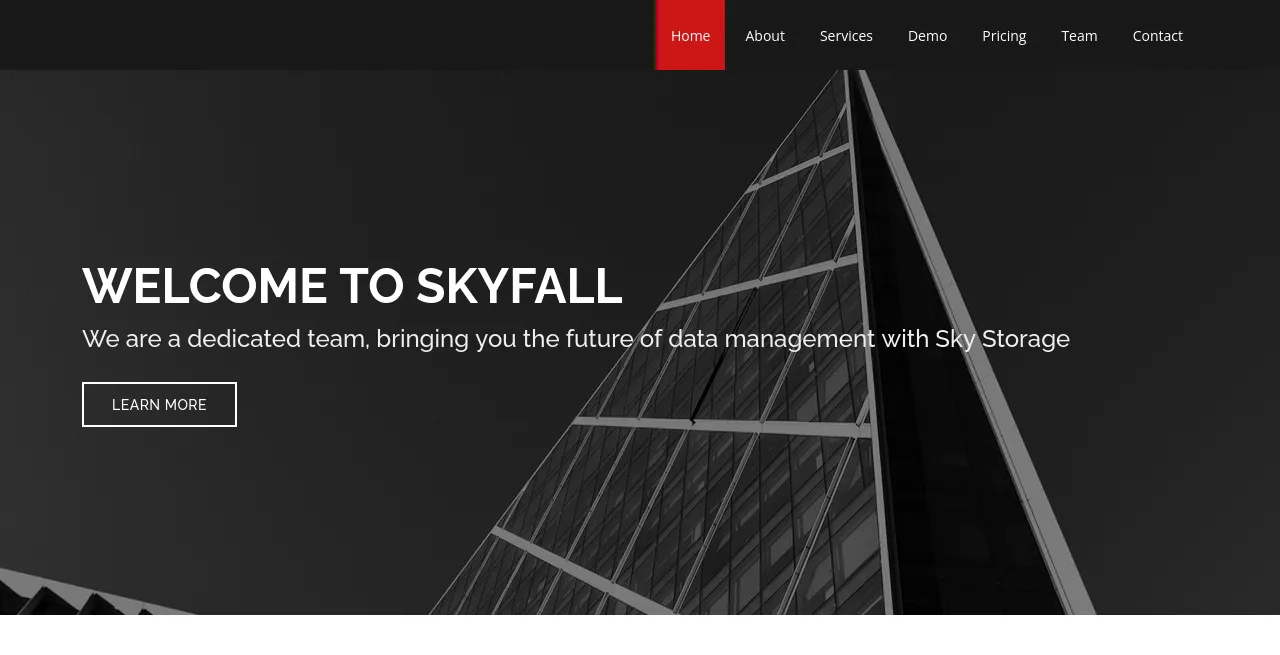 Home About Services Demo Pricing Team Contact
WELCOME TO SKYFALL
We are a dedicated team, bringing you the future of data management with Sky Storage
LEARN MORE